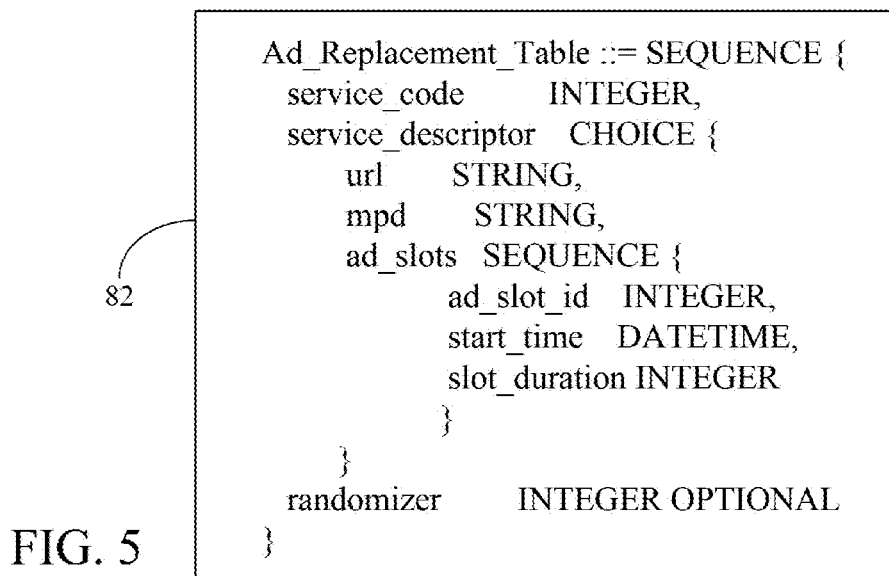 Ad_Replacement_Table ::= SEQUENCE {
service_code INTEGER,
service_descriptor CHOICE {
url STRING,
mpd STRING,
ad_slots SEQUENCE {
ad_slot_id INTEGER,
start_time DATETIME,
slot_duration INTEGER
}
}
randomizer INTEGER OPTIONAL
}
82
FIG. 5